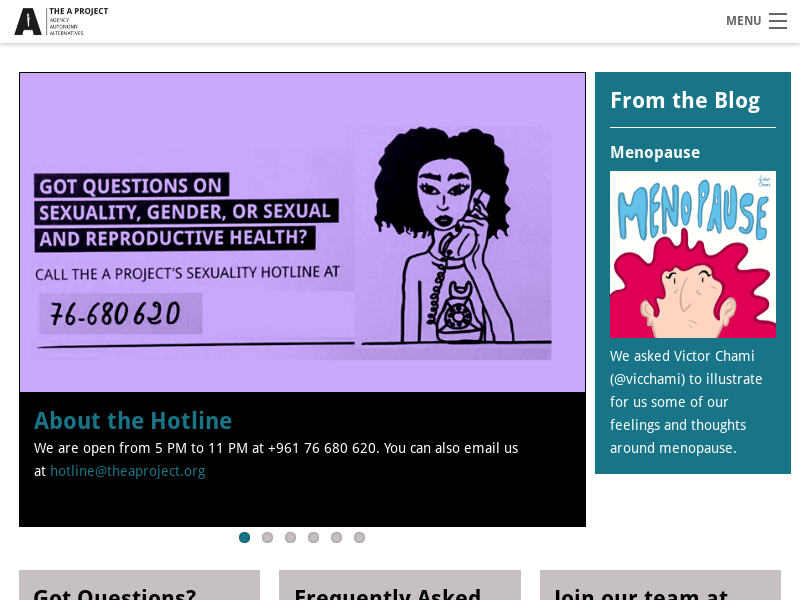 THE A PROJECT
AGENCY
AUTONOMY
ALTERNATIVES
MENU
GOT QUESTIONS ON
SEXUALITY, GENDER, OR SEXUAL
AND REPRODUCTIVE HEALTH?
CALL THE A PROJECT'S SEXUALITY HOTLINE AT
76-680620
About the Hotline
We are open from 5 PM to 11 PM at +961 76 680 620. You can also email us
at hotline@theaproject.org
From the Blog
Menopause
MENOPAUSE
We asked Victor Chami
(@vicchami) to illustrate
for us some of our
feelings and thoughts
around menopause.
Got Questions?
Frequently Asked
Join our team at